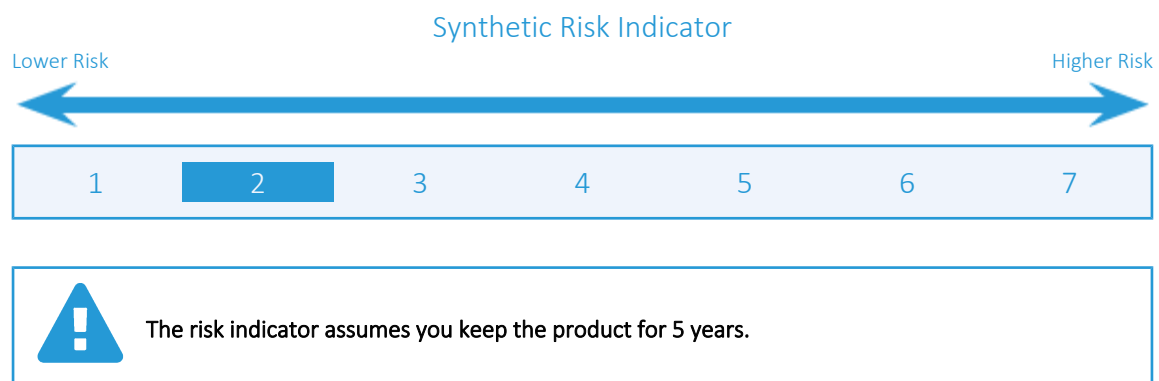 Synthetic Risk Indicator
Lower Risk Higher Risk
1 2 3 4 5 6 7
The risk indicator assumes you keep the product for 5 years.